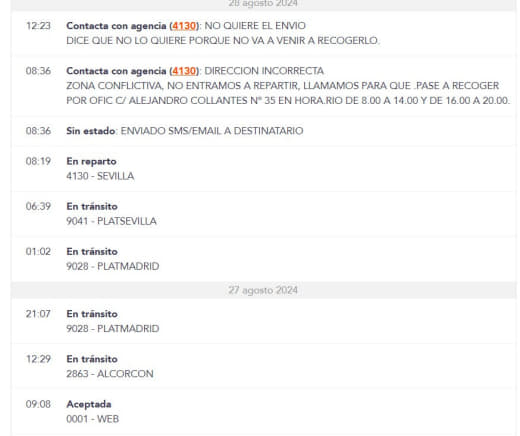 28 agosto 2024
12:23 Contacta con agencia (4130): NO QUIERE EL ENVIO
DICE QUE NO LO QUIERE PORQUE NO VA A VENIR A RECOGERLO.
08:36 Contacta con agencia (4130): DIRECCION INCORRECTA
ZONA CONFLICTIVA, NO ENTRAMOS A REPARTIR, LLAMAMOS PARA QUE .PASE A RECOGER
POR OFIC C/ ALEJANDRO COLLANTES Nº 35 EN HORA.RIO DE 8.00 A 14.00 Y DE 16.00 A 20.00.
08:36 Sin estado: ENVIADO SMS/EMAIL A DESTINATARIO
08:19 En reparto
4130 - SEVILLA
06:39 En tránsito
9041 - PLATSEVILLA
01:02 En tránsito
9028 - PLATMADRID
27 agosto 2024
21:07 En tránsito
9028 - PLATMADRID
12:29 En tránsito
2863 - ALCORCON
09:08 Aceptada
0001 - WEB